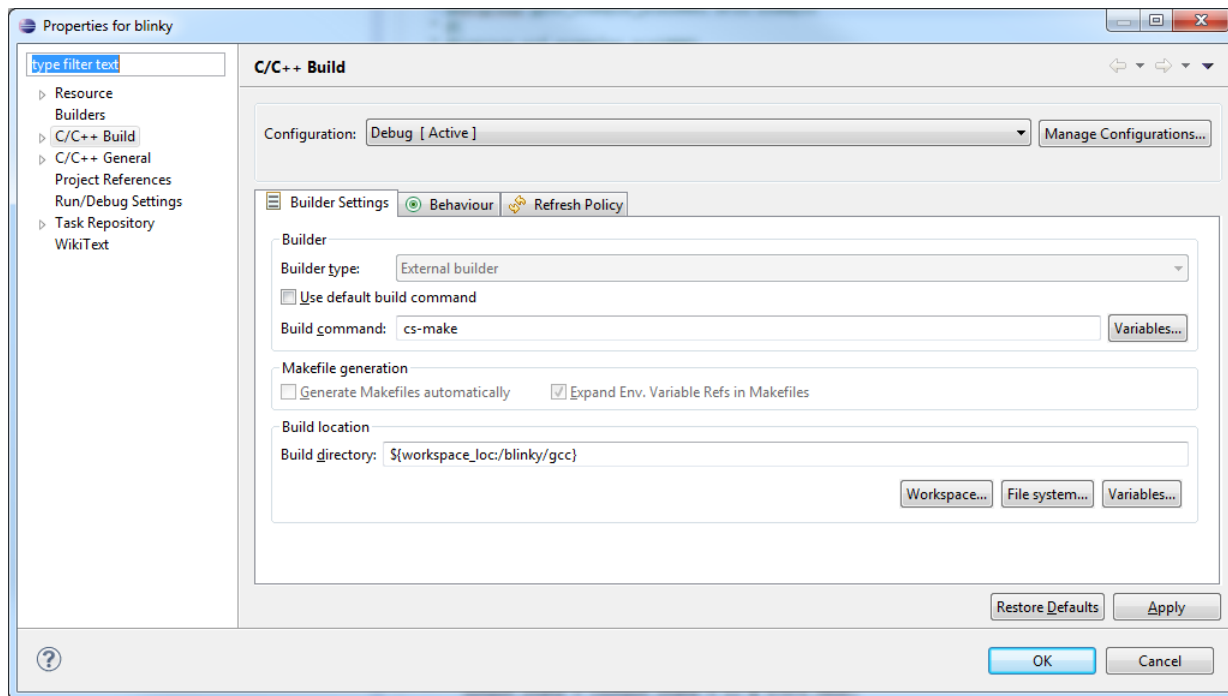 Properties for blinky
type filter text
Resource
Builders
C/C++ Build
C/C++ General
Project References
Run/Debug Settings
Task Repository
WikiText
C/C++ Build
Configuration: Debug [ Active ] Manage Configurations...
Builder Settings Behaviour Refresh Policy
Builder
Builder type: External builder
Use default build command
Build command: cs-make Variables...
Makefile generation
Generate Makefiles automatically Expand Env. Variable Refs in Makefiles
Build location
Build directory: ${workspace_loc:/blinky/gcc}
Workspace... File system... Variables...
Restore Defaults Apply
? OK Cancel